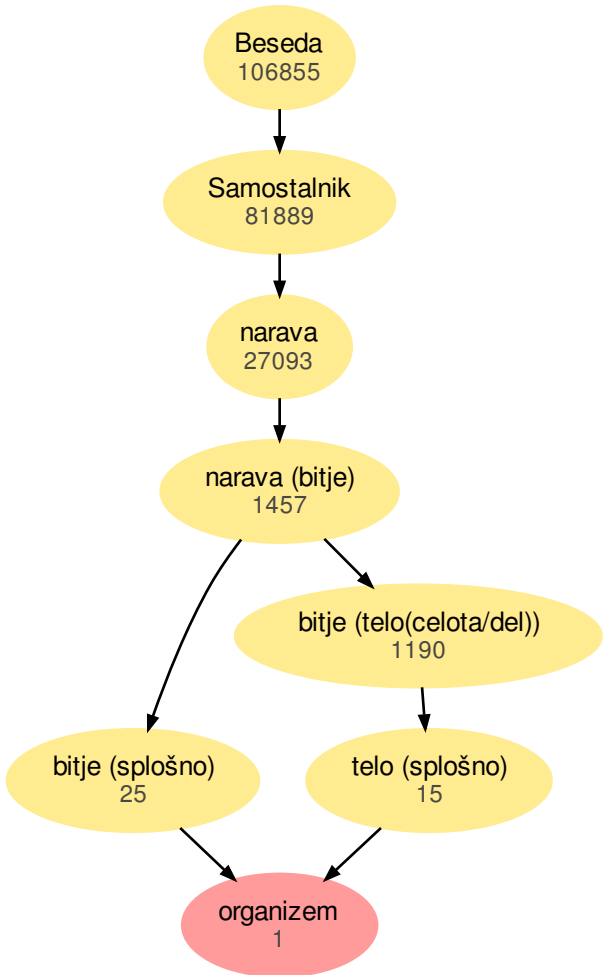 Beseda
106855
Samostalnik
81889
narava
27093
narava (bitje)
1457
bitje (telo(celota/del))
1190
bitje (splošno)
25
telo (splošno)
15
organizem
1